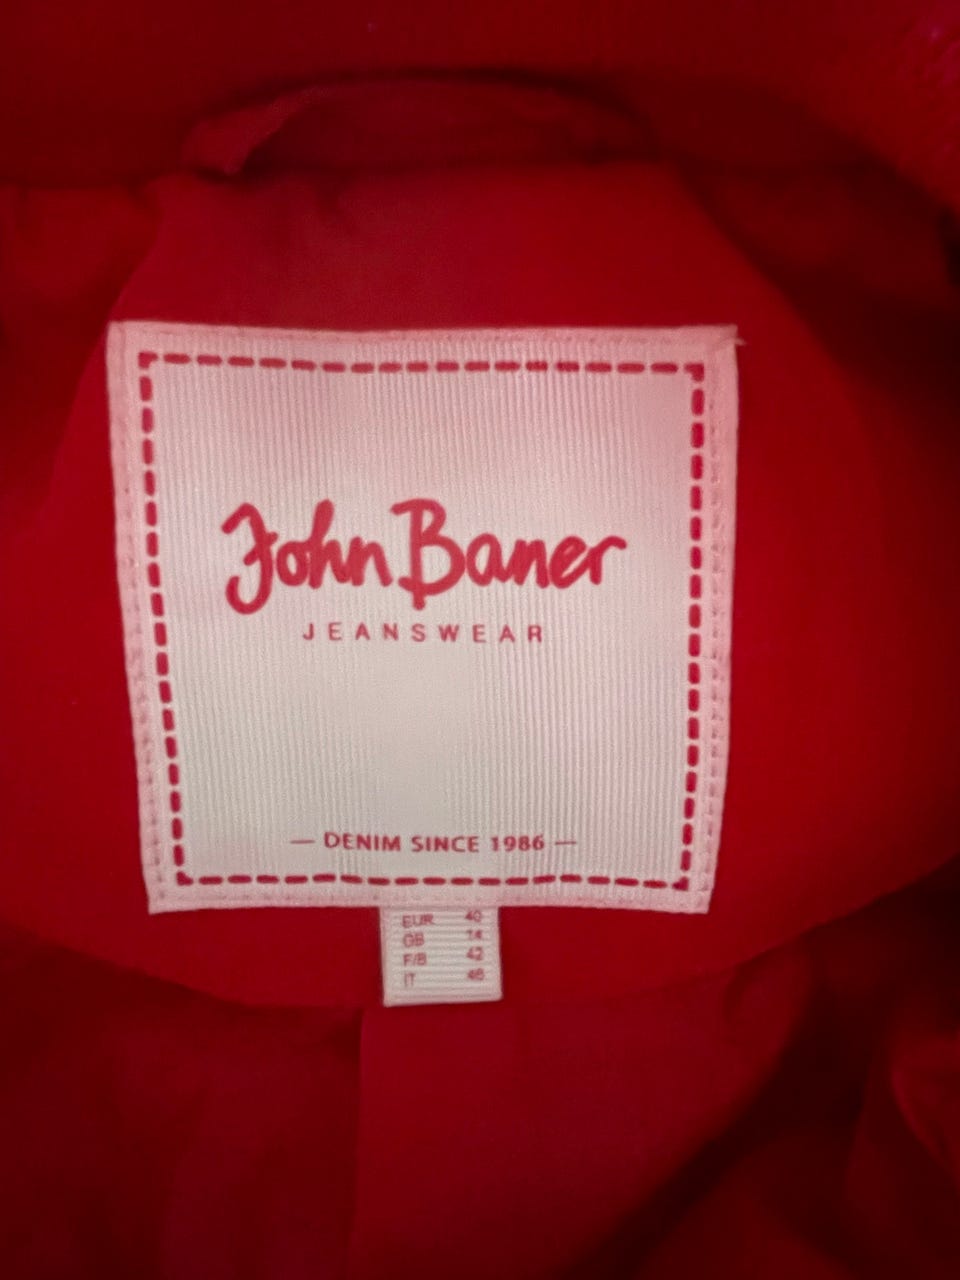 John Baner
JEANSWEAR
— DENIM SINCE 1986 —
EUR 40
GB 14
F/B 42
IT 46